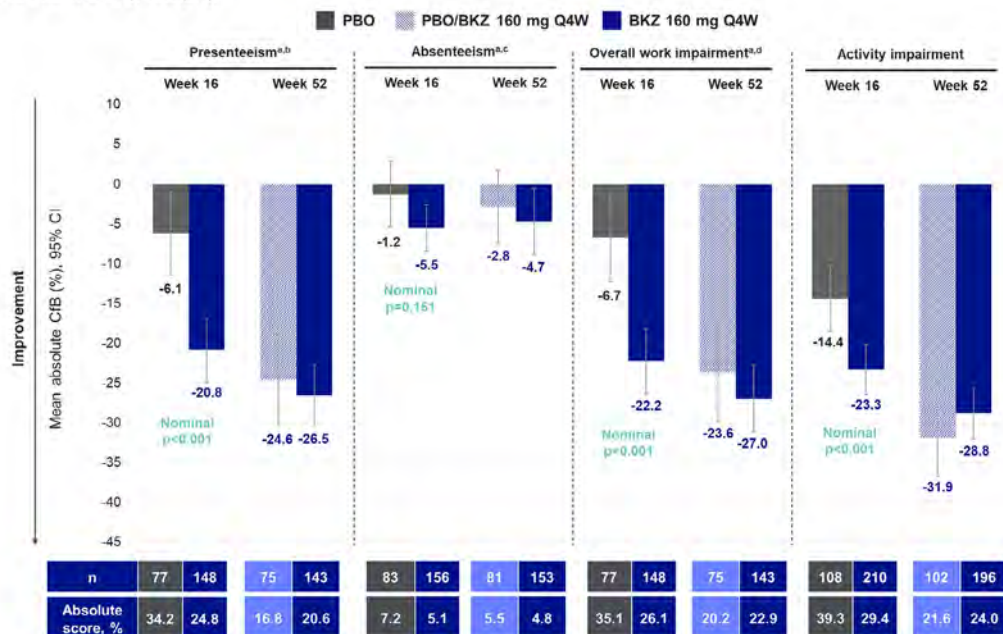 PBO PBO/BKZ 160 mg Q4W BKZ 160 mg Q4W
Presenteeismᵃ,ᵇ Absenteeismᵃ,ᶜ Overall work impairmentᵃ,ᵈ Activity impairment
Week 16 Week 52 Week 16 Week 52 Week 16 Week 52 Week 16 Week 52
Improvement
Mean absolute CfB (%), 95% CI
10
5
0
-5
-10
-15
-20
-25
-30
-35
-40
-45
-6.1
-20.8
Nominal
p<0.001
-24.6
-26.5
-1.2
-5.5
Nominal
p=0.151
-2.8
-4.7
-6.7
-22.2
Nominal
p<0.001
-23.6
-27.0
-14.4
-23.3
Nominal
p<0.001
-31.9
-28.8
n 77 148 75 143 83 156 81 153 77 148 75 143 108 210 102 196
Absolute
score, % 34.2 24.8 16.8 20.6 7.2 5.1 5.5 4.8 35.1 26.1 20.2 22.9 39.3 29.4 21.6 24.0